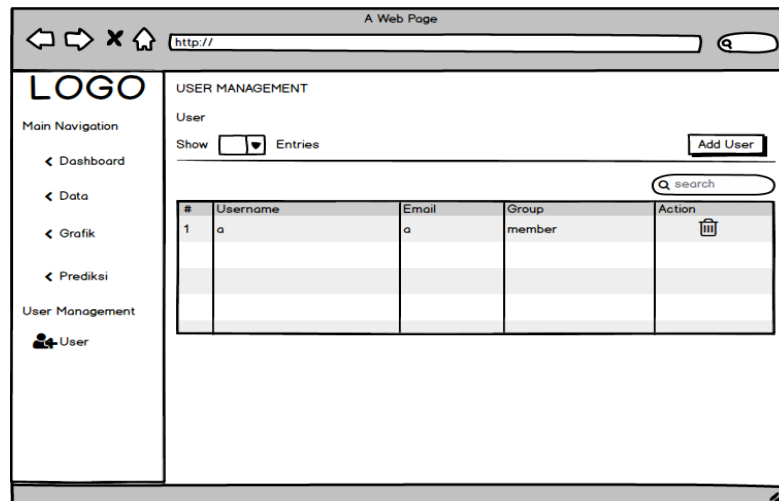 A Web Page
http://
LOGO
Main Navigation
Dashboard
Data
Grafik
Prediksi
User Management
User
USER MANAGEMENT
User
Show Entries
Add User
search
# Username Email Group Action
1 a a member